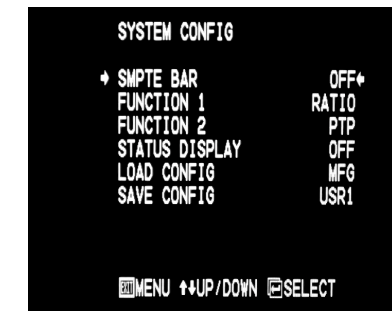 SYSTEM CONFIG
➧ SMPTE BAR OFF←
FUNCTION 1 RATIO
FUNCTION 2 PTP
STATUS DISPLAY OFF
LOAD CONFIG MFG
SAVE CONFIG USR1
EXIT MENU ↑↓UP/DOWN SELECT